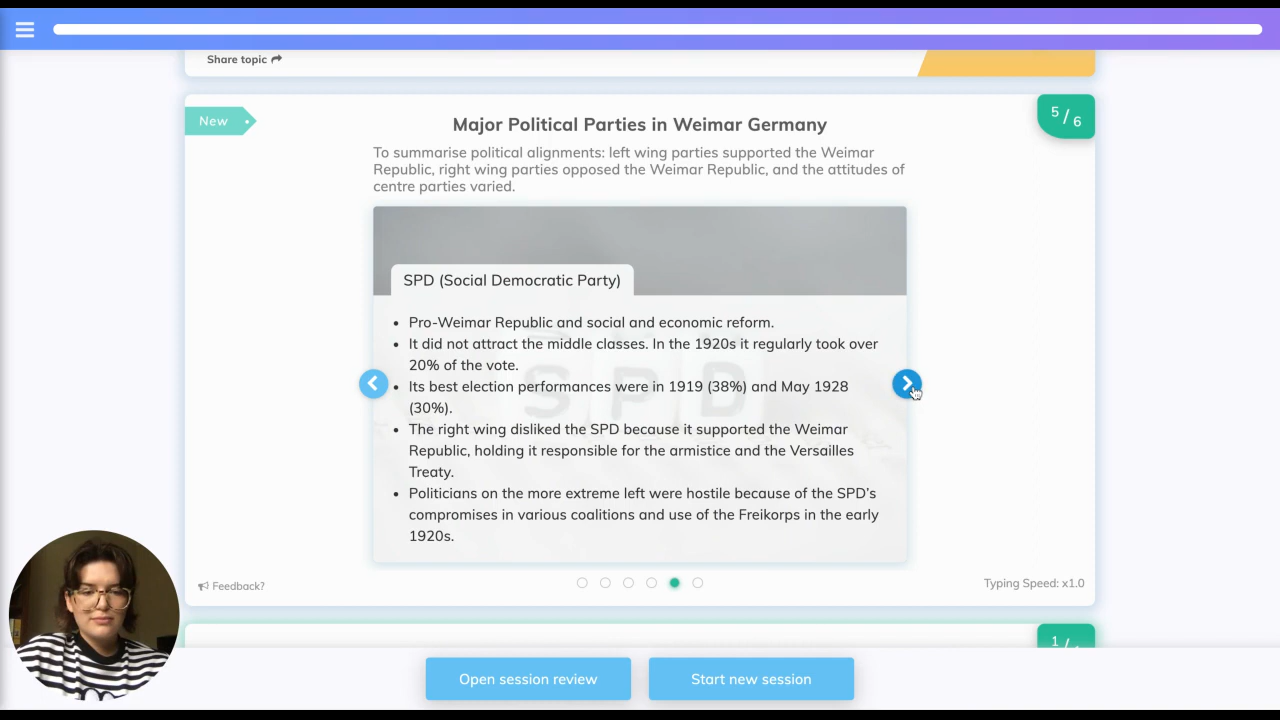 Share topic
New
Major Political Parties in Weimar Germany
5 / 6
To summarise political alignments: left wing parties supported the Weimar
Republic, right wing parties opposed the Weimar Republic, and the attitudes of
centre parties varied.
SPD (Social Democratic Party)
• Pro-Weimar Republic and social and economic reform.
• It did not attract the middle classes. In the 1920s it regularly took over
20% of the vote.
• Its best election performances were in 1919 (38%) and May 1928
(30%).
• The right wing disliked the SPD because it supported the Weimar
Republic, holding it responsible for the armistice and the Versailles
Treaty.
• Politicians on the more extreme left were hostile because of the SPD's
compromises in various coalitions and use of the Freikorps in the early
1920s.
SPD
Feedback?
Typing Speed: x1.0
1 /
Open session review
Start new session